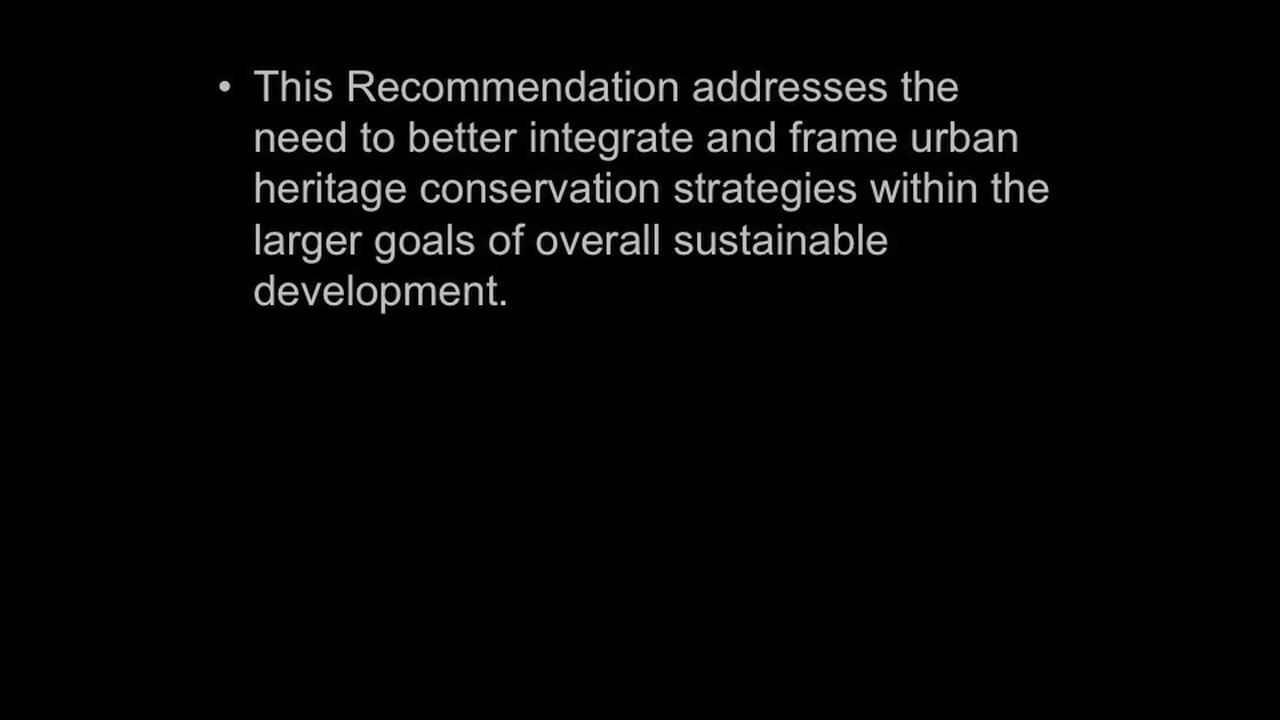 • This Recommendation addresses the
need to better integrate and frame urban
heritage conservation strategies within the
larger goals of overall sustainable
development.